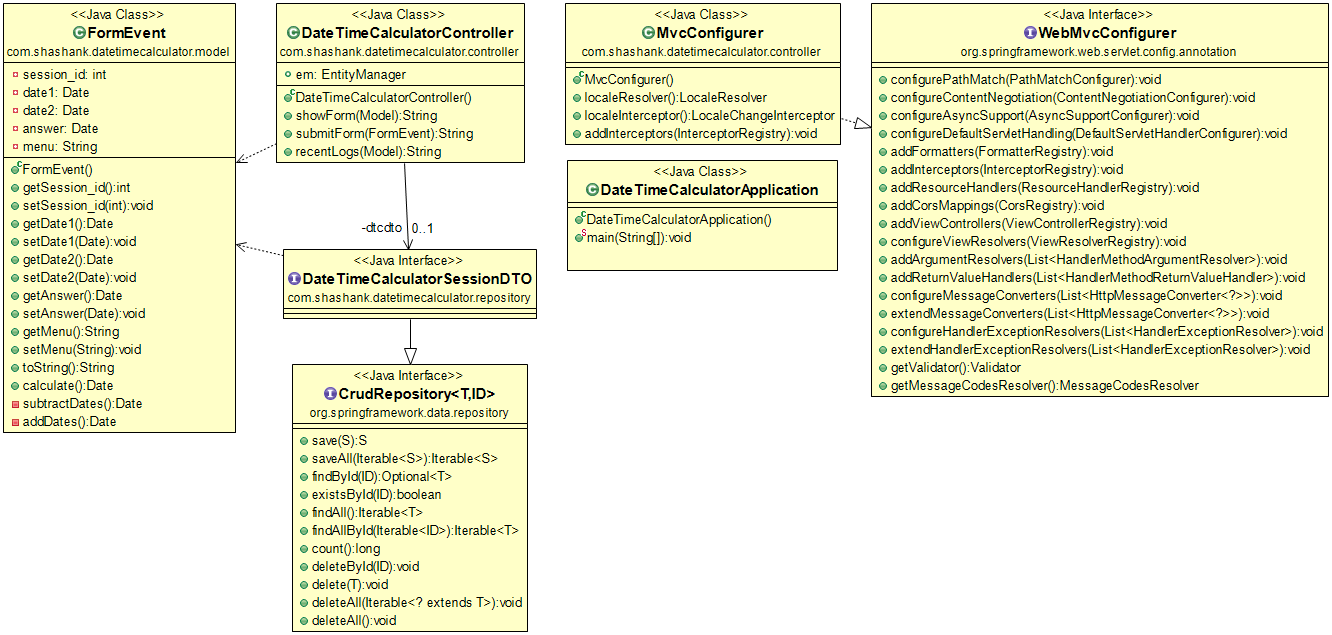 <<Java Class>>
FormEvent
com.shashank.datetimecalculator.model
session_id: int
date1: Date
date2: Date
answer: Date
menu: String
FormEvent()
getSession_id():int
setSession_id(int):void
getDate1():Date
setDate1(Date):void
getDate2():Date
setDate2(Date):void
getAnswer():Date
setAnswer(Date):void
getMenu():String
setMenu(String):void
toString():String
calculate():Date
subtractDates():Date
addDates():Date
<<Java Class>>
DateTimeCalculatorController
com.shashank.datetimecalculator.controller
em: EntityManager
DateTimeCalculatorController()
showForm(Model):String
submitForm(FormEvent):String
recentLogs(Model):String
-dtcdto 0..1
<<Java Interface>>
DateTimeCalculatorSessionDTO
com.shashank.datetimecalculator.repository
<<Java Interface>>
CrudRepository<T,ID>
org.springframework.data.repository
save(S):S
saveAll(Iterable<S>):Iterable<S>
findById(ID):Optional<T>
existsById(ID):boolean
findAll():Iterable<T>
findAllById(Iterable<ID>):Iterable<T>
count():long
deleteById(ID):void
delete(T):void
deleteAll(Iterable<? extends T>):void
deleteAll():void
<<Java Class>>
MvcConfigurer
com.shashank.datetimecalculator.controller
MvcConfigurer()
localeResolver():LocaleResolver
localeInterceptor():LocaleChangeInterceptor
addInterceptors(InterceptorRegistry):void
<<Java Class>>
DateTimeCalculatorApplication
DateTimeCalculatorApplication()
main(String[]):void
<<Java Interface>>
WebMvcConfigurer
org.springframework.web.servlet.config.annotation
configurePathMatch(PathMatchConfigurer):void
configureContentNegotiation(ContentNegotiationConfigurer):void
configureAsyncSupport(AsyncSupportConfigurer):void
configureDefaultServletHandling(DefaultServletHandlerConfigurer):void
addFormatters(FormatterRegistry):void
addInterceptors(InterceptorRegistry):void
addResourceHandlers(ResourceHandlerRegistry):void
addCorsMappings(CorsRegistry):void
addViewControllers(ViewControllerRegistry):void
configureViewResolvers(ViewResolverRegistry):void
addArgumentResolvers(List<HandlerMethodArgumentResolver>):void
addReturnValueHandlers(List<HandlerMethodReturnValueHandler>):void
configureMessageConverters(List<HttpMessageConverter<?>>):void
extendMessageConverters(List<HttpMessageConverter<?>>):void
configureHandlerExceptionResolvers(List<HandlerExceptionResolver>):void
extendHandlerExceptionResolvers(List<HandlerExceptionResolver>):void
getValidator():Validator
getMessageCodesResolver():MessageCodesResolver